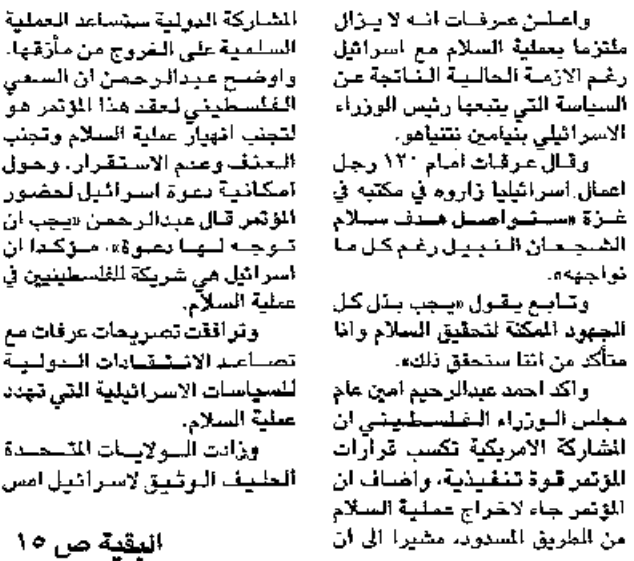 واعلن عرفات انه لا يزال
ملتزما بعملية السلام مع اسرائيل
رغم الازمة الحالية الناتجة عن
السياسة التي يتبعها رئيس الوزراء
الاسرائيلي بنيامين نتنياهو.
وقال عرفات امام ١٢٠ رجل
اعمال اسرائيليا زاروه في مكتبه في
غزة «سنواصل هدف سلام
الشجعان النبيل رغم كل ما
نواجهه».
وتابع يقول «يجب بذل كل
الجهود الممكنة لتحقيق السلام وانا
متأكد من اننا سنحقق ذلك».
واكد احمد عبدالرحيم امين عام
مجلس الوزراء الفلسطيني ان
المشاركة الامريكية تكسب قرارات
المؤتمر قوة تنفيذية، واضاف ان
المؤتمر جاء لاخراج عملية السلام
من الطريق المسدود، مشيرا الى ان
المشاركة الدولية ستساعد العملية
السلمية على الخروج من مأزقها.
واوضح عبدالرحمن ان السعي
الفلسطيني لعقد هذا المؤتمر هو
لتجنب انهيار عملية السلام وتجنب
العنف وعدم الاستقرار. وحول
امكانية دعوة اسرائيل لحضور
المؤتمر قال عبدالرحمن «يجب ان
توجه لها دعوة». مؤكدا ان
اسرائيل هي شريكة للفلسطينيين في
عملية السلام.
وترافقت تصريحات عرفات مع
تصاعد الانتقادات الدولية
للسياسات الاسرائيلية التي تهدد
عملية السلام.
وزادت الولايات المتحدة
الحليف الوثيق لاسرائيل امس
البقية ص ١٥